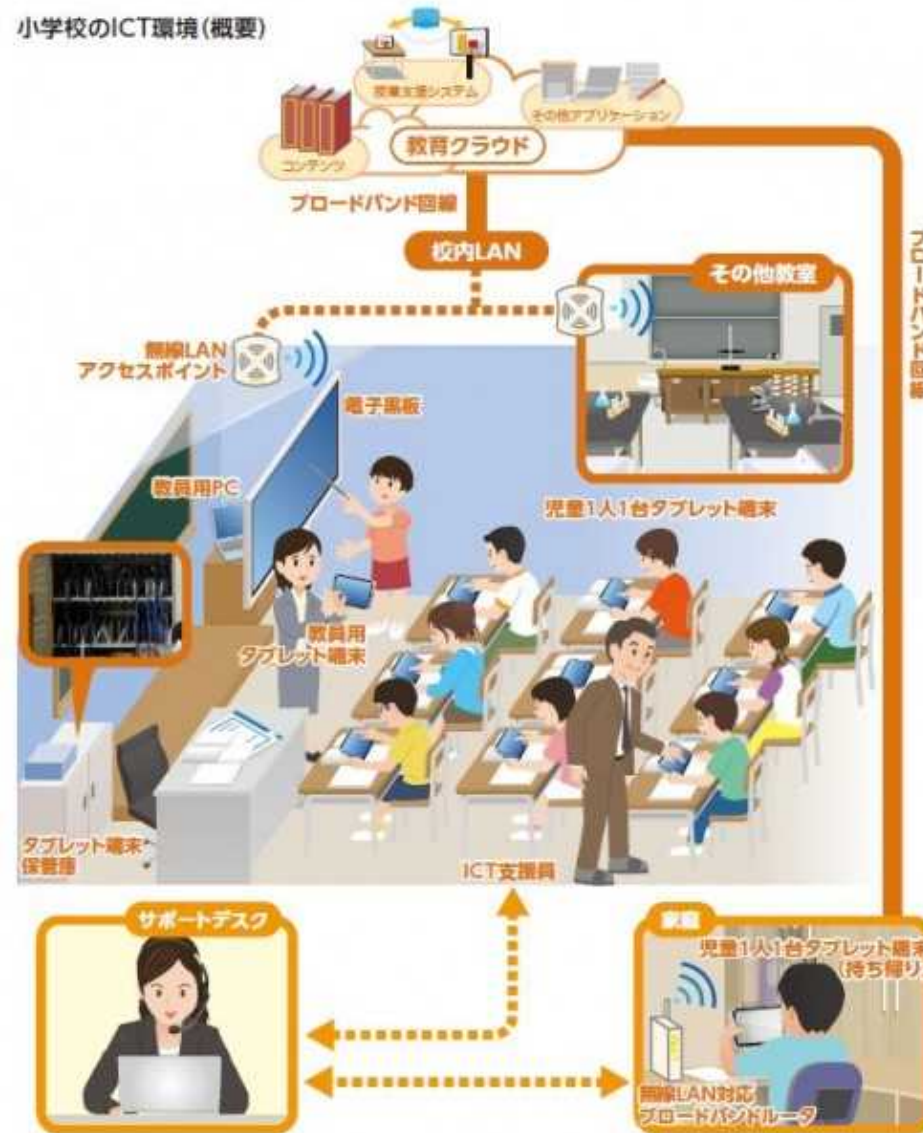 小学校のICT環境(概要)
授業支援システム
その他アプリケーション
コンテンツ
教育クラウド
ブロードバンド回線
校内LAN
その他教室
ブロードバンド回線
無線LAN
アクセスポイント
電子黒板
教員用PC
児童1人1台タブレット端末
教員用
タブレット端末
タブレット端末
保管庫
ICT支援員
サポートデスク
家庭
児童1人1台タブレット端末
(持ち帰り
無線LAN対応
ブロードバンドルータ